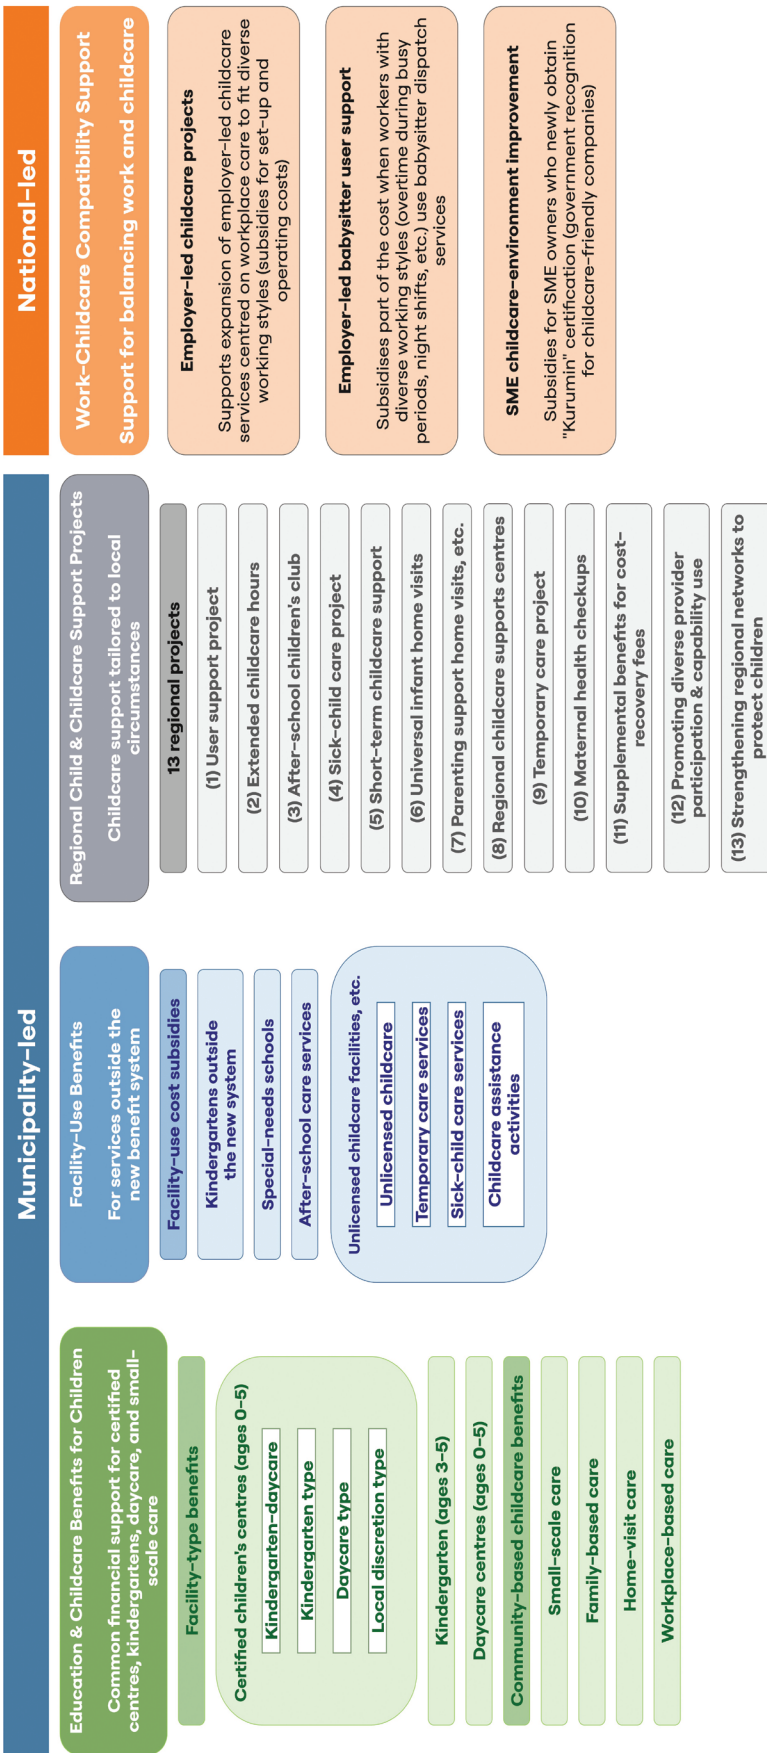 Municipality-led
National-led
Education & Childcare Benefits for Children
Common financial support for certified
centres, kindergartens, daycare, and small-
scale care
Facility-type benefits
Certified children's centres (ages 0-5)
Kindergarten-daycare
Kindergarten type
Daycare type
Local discretion type
Kindergarten (ages 3-5)
Daycare centres (ages 0-5)
Community-based childcare benefits
Small-scale care
Family-based care
Home-visit care
Workplace-based care
Facility-Use Benefits
For services outside the
new benefit system
Facility-use cost subsidies
Kindergartens outside
the new system
Special-needs schools
After-school care services
Unlicensed childcare facilities, etc.
Unlicensed childcare
Temporary care services
Sick-child care services
Childcare assistance
activities
Regional Child & Childcare Support Projects
Childcare support tailored to local
circumstances
13 regional projects
(1) User support project
(2) Extended childcare hours
(3) After-school children's club
(4) Sick-child care project
(5) Short-term childcare support
(6) Universal infant home visits
(7) Parenting support home visits, etc.
(8) Regional childcare supports centres
(9) Temporary care project
(10) Maternal health checkups
(11) Supplemental benefits for cost-
recovery fees
(12) Promoting diverse provider
participation & capability use
(13) Strengthening regional networks to
protect children
Work-Childcare Compatibility Support
Support for balancing work and childcare
Employer-led childcare projects
Supports expansion of employer-led childcare
services centred on workplace care to fit diverse
working styles (subsidies for set-up and
operating costs)
Employer-led babysitter user support
Subsidises part of the cost when workers with
diverse working styles (overtime during busy
periods, night shifts, etc.) use babysitter dispatch
services
SME childcare-environment improvement
Subsidies for SME owners who newly obtain
"Kurumin" certification (government recognition
for childcare-friendly companies)